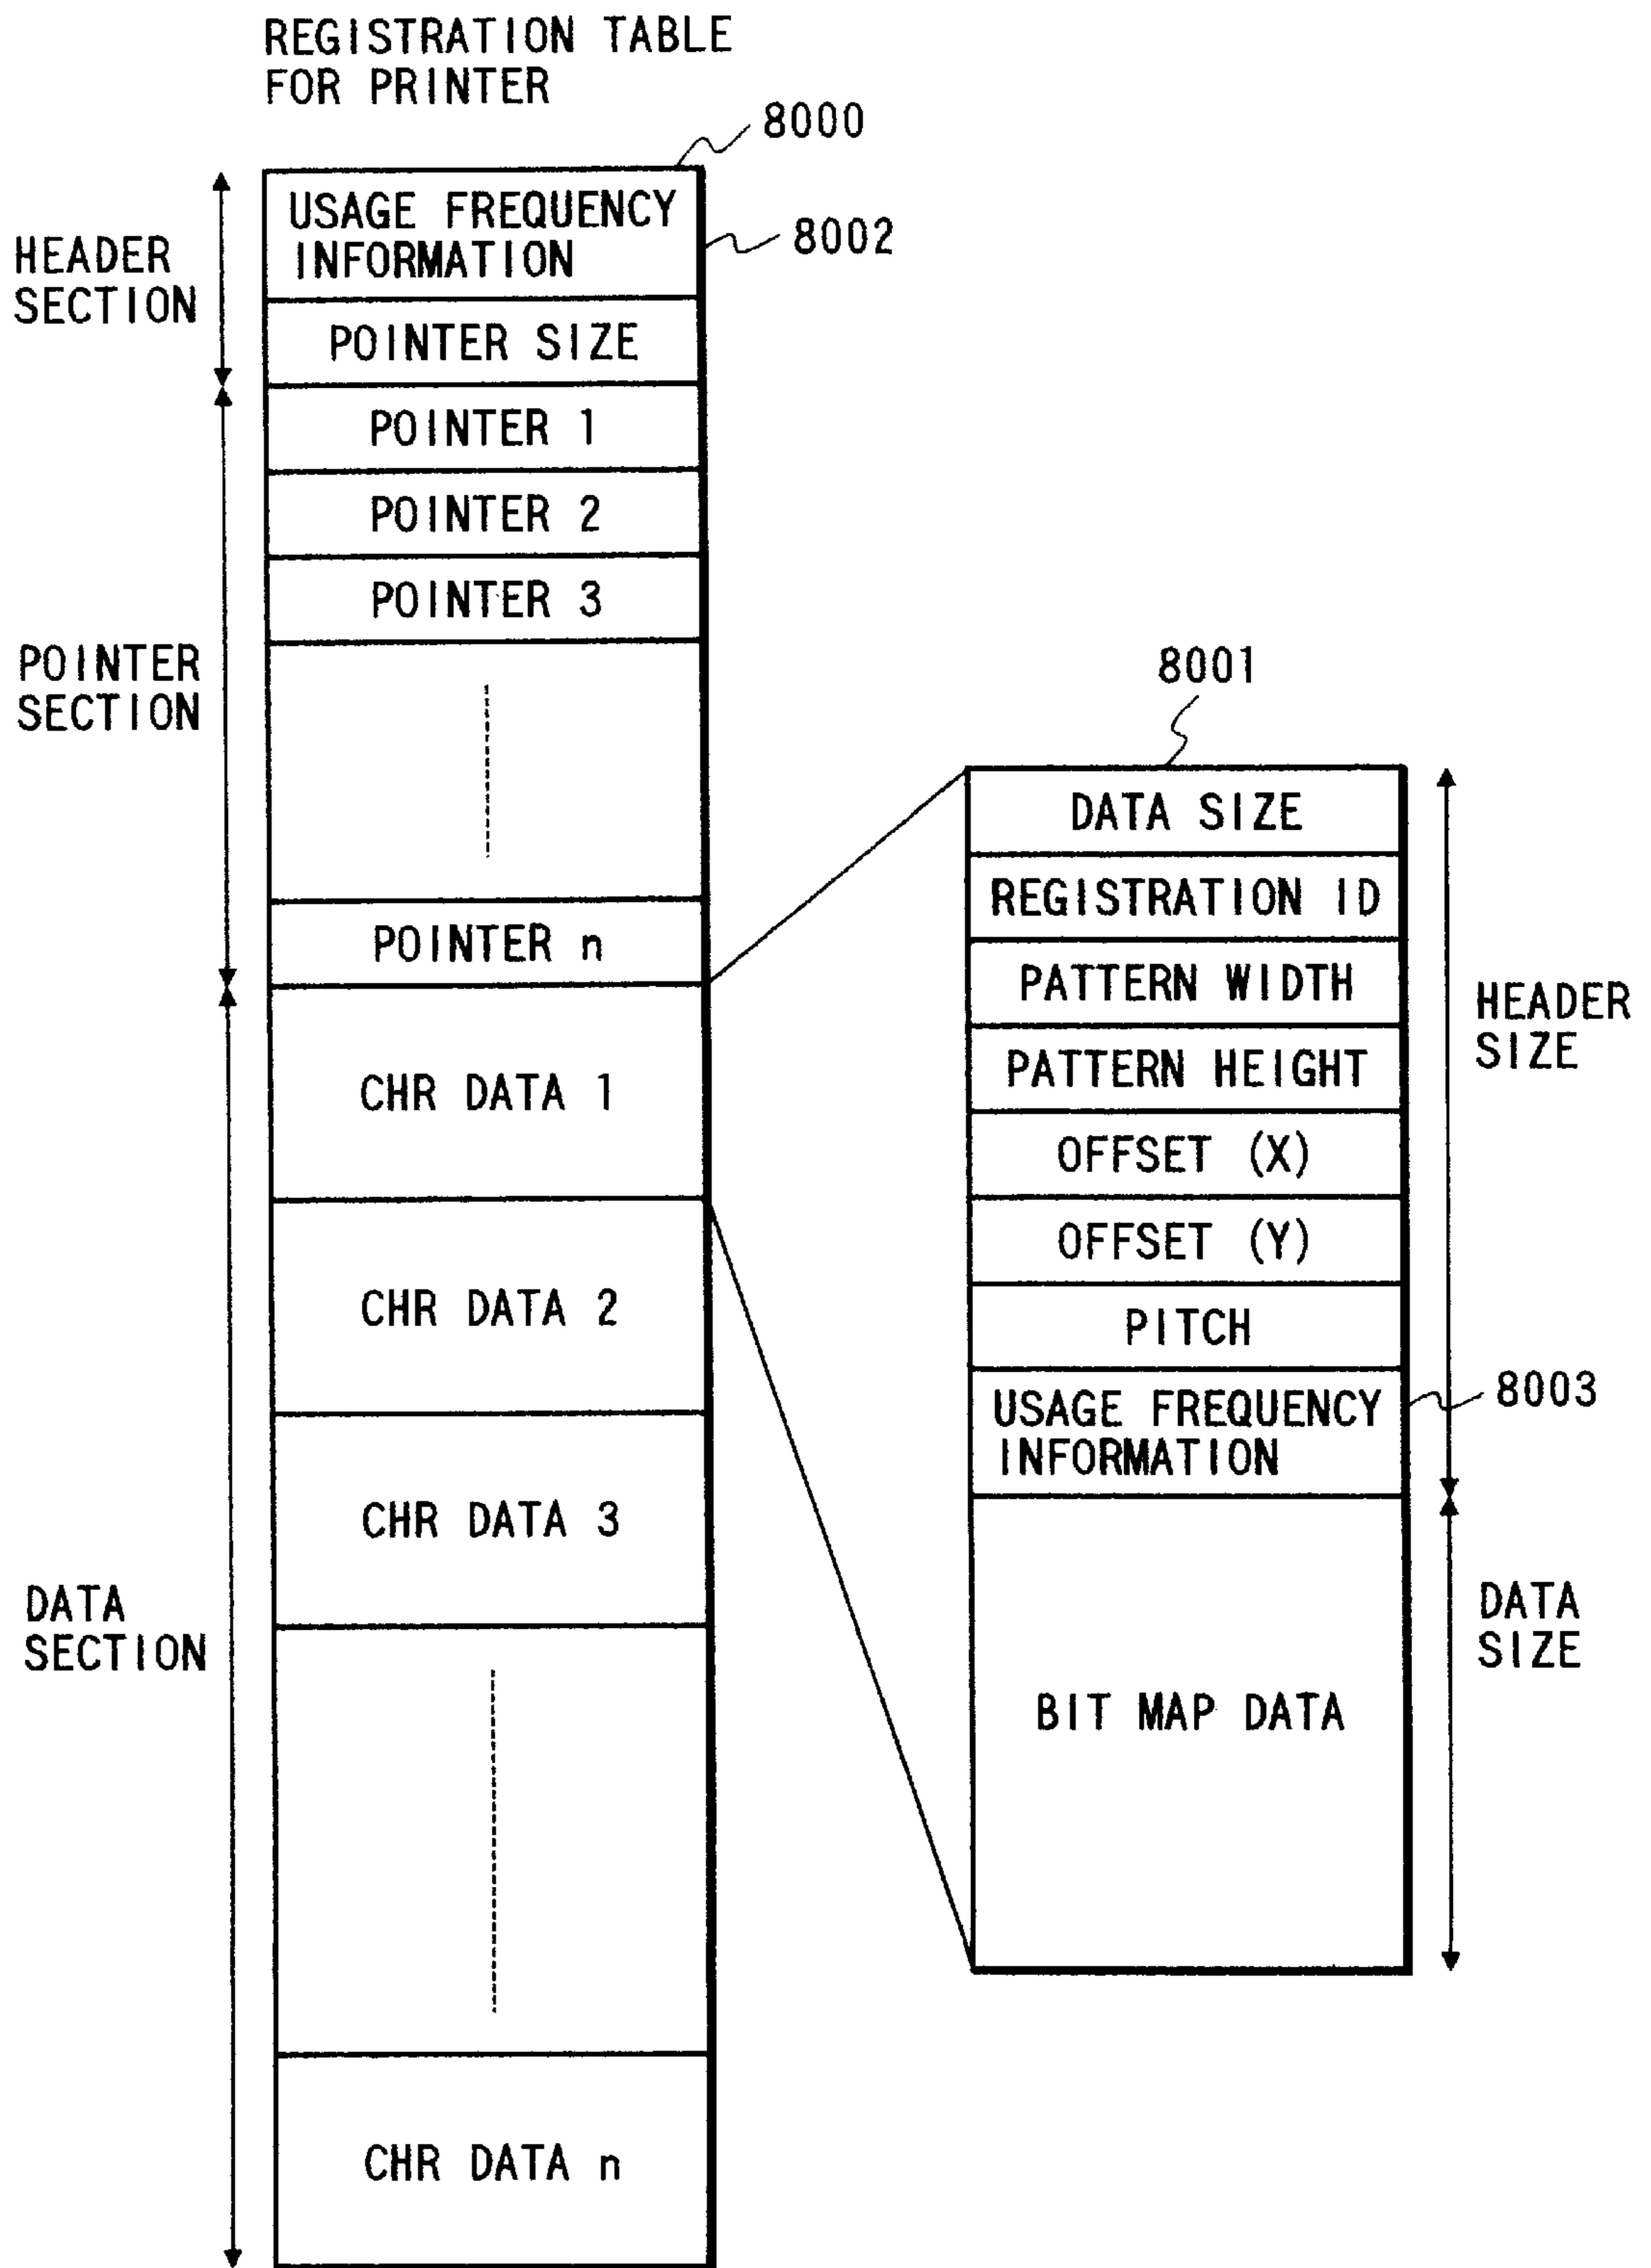 REGISTRATION TABLE
FOR PRINTER
8000
HEADER
SECTION
USAGE FREQUENCY
INFORMATION
8002
POINTER SIZE
POINTER
SECTION
POINTER 1
POINTER 2
POINTER 3
POINTER n
DATA
SECTION
CHR DATA 1
CHR DATA 2
CHR DATA 3
CHR DATA n
8001
DATA SIZE
REGISTRATION ID
PATTERN WIDTH
PATTERN HEIGHT
OFFSET (X)
OFFSET (Y)
PITCH
USAGE FREQUENCY
INFORMATION
8003
HEADER
SIZE
BIT MAP DATA
DATA
SIZE